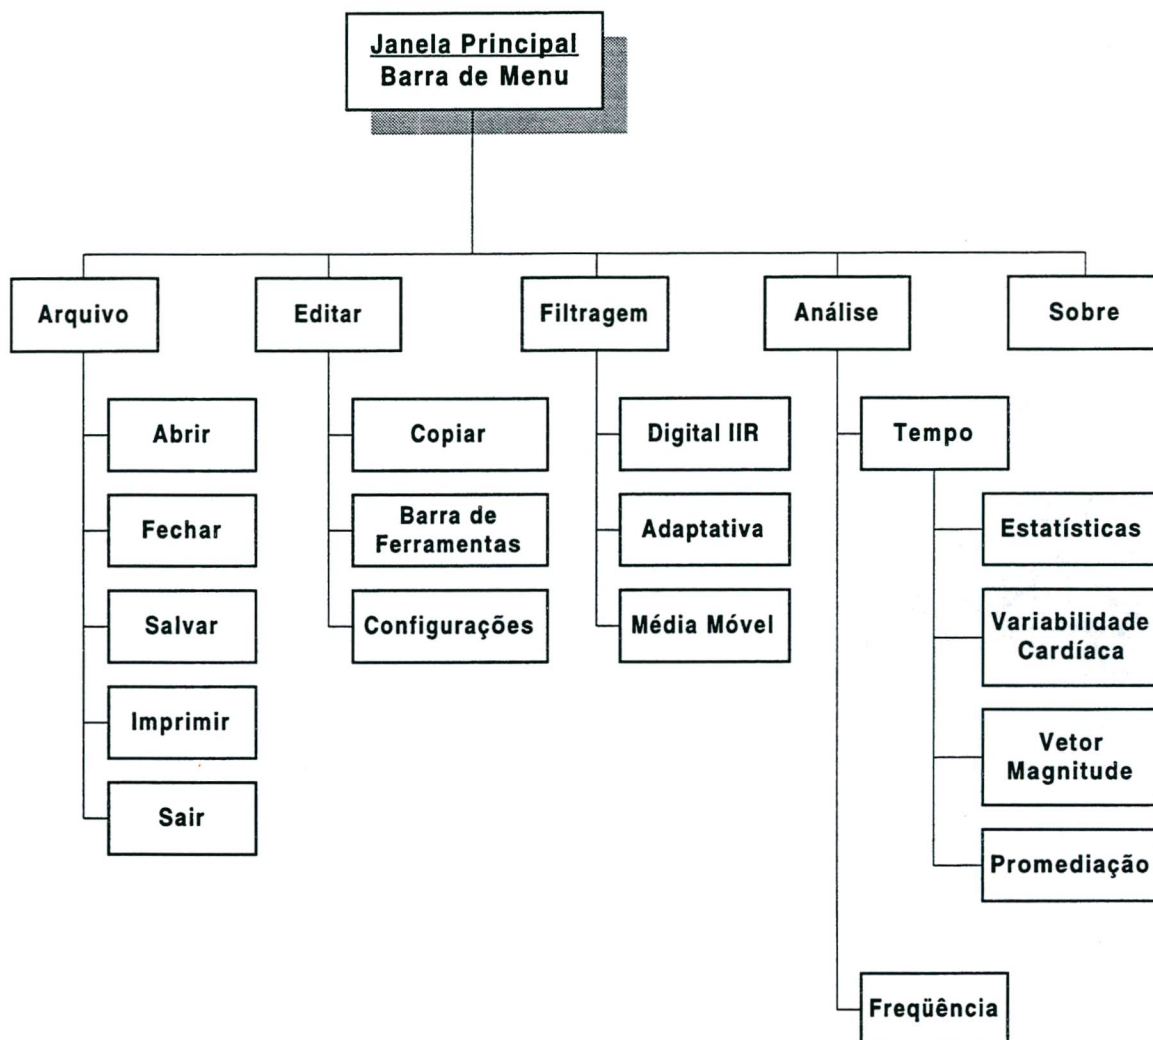 Janela Principal
Barra de Menu
Arquivo
Editar
Filtragem
Análise
Sobre
Abrir
Copiar
Digital IIR
Tempo
Fechar
Barra de
Ferramentas
Adaptativa
Estatísticas
Salvar
Configurações
Média Móvel
Variabilidade
Cardíaca
Imprimir
Vetor
Magnitude
Sair
Promediação
Freqüência